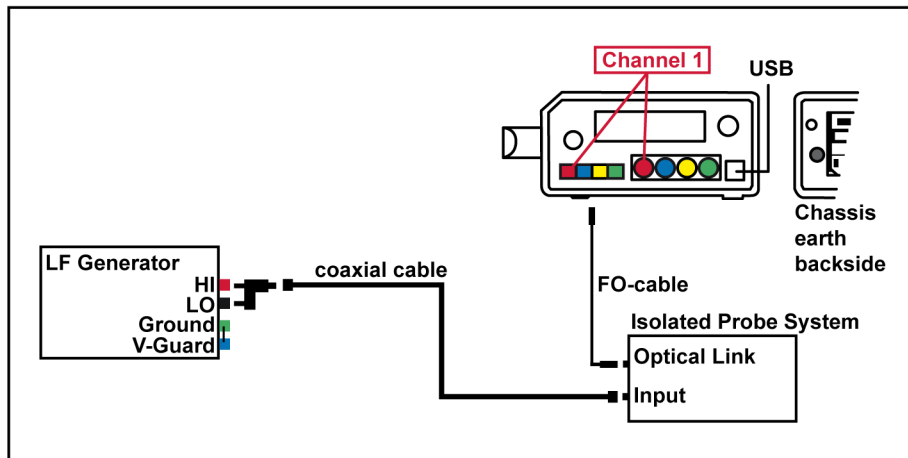 Channel 1
USB
Chassis
earth
backside
LF Generator
HI
LO
Ground
V-Guard
coaxial cable
FO-cable
Isolated Probe System
Optical Link
Input